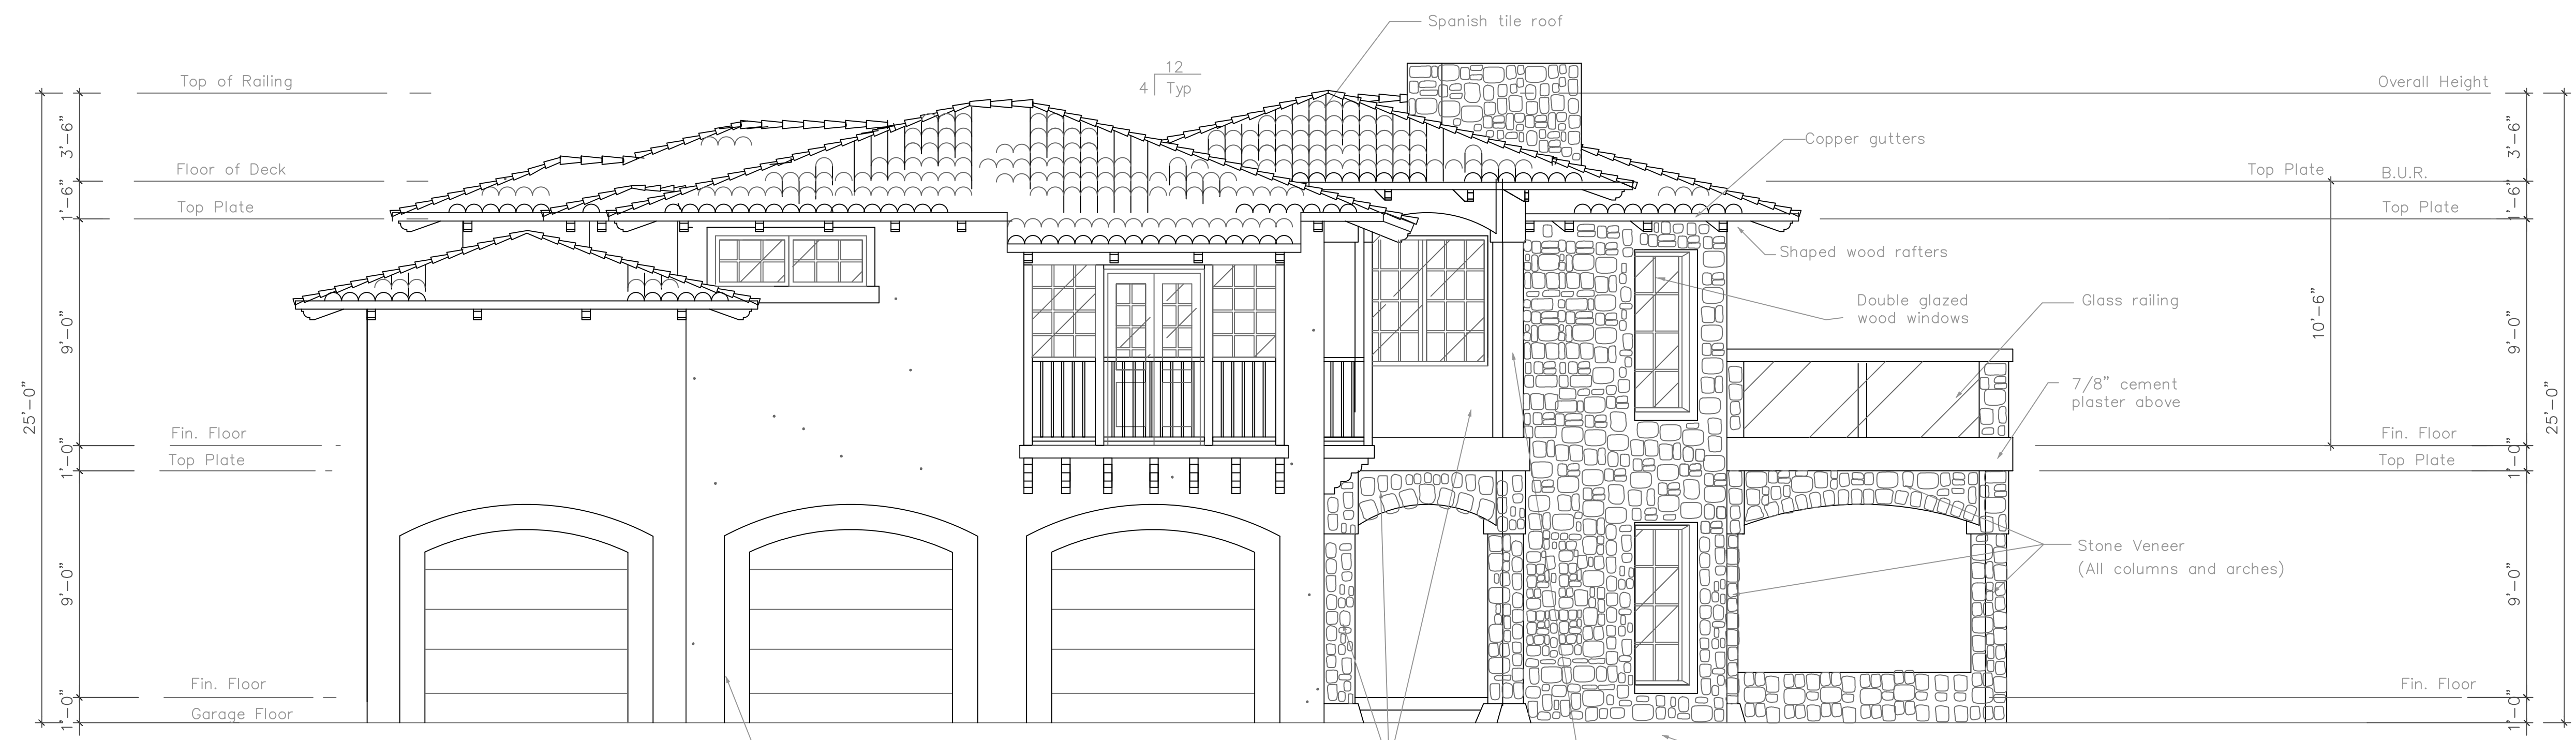 Spanish tile roof
12
4 Typ
Top of Railing
Overall Height
3'-6"
3'-6"
Copper gutters
Floor of Deck
Top Plate
B.U.R.
1'-6"
1'-6"
Top Plate
Top Plate
Shaped wood rafters
Double glazed
wood windows
Glass railing
9'-0"
10'-6"
9'-0"
25'-0"
25'-0"
7/8" cement
plaster above
Fin. Floor
Fin. Floor
1'-0"
1'-0"
Top Plate
Top Plate
Stone Veneer
(All columns and arches)
9'-0"
9'-0"
Fin. Floor
Fin. Floor
1'-0"
1'-0"
Garage Floor